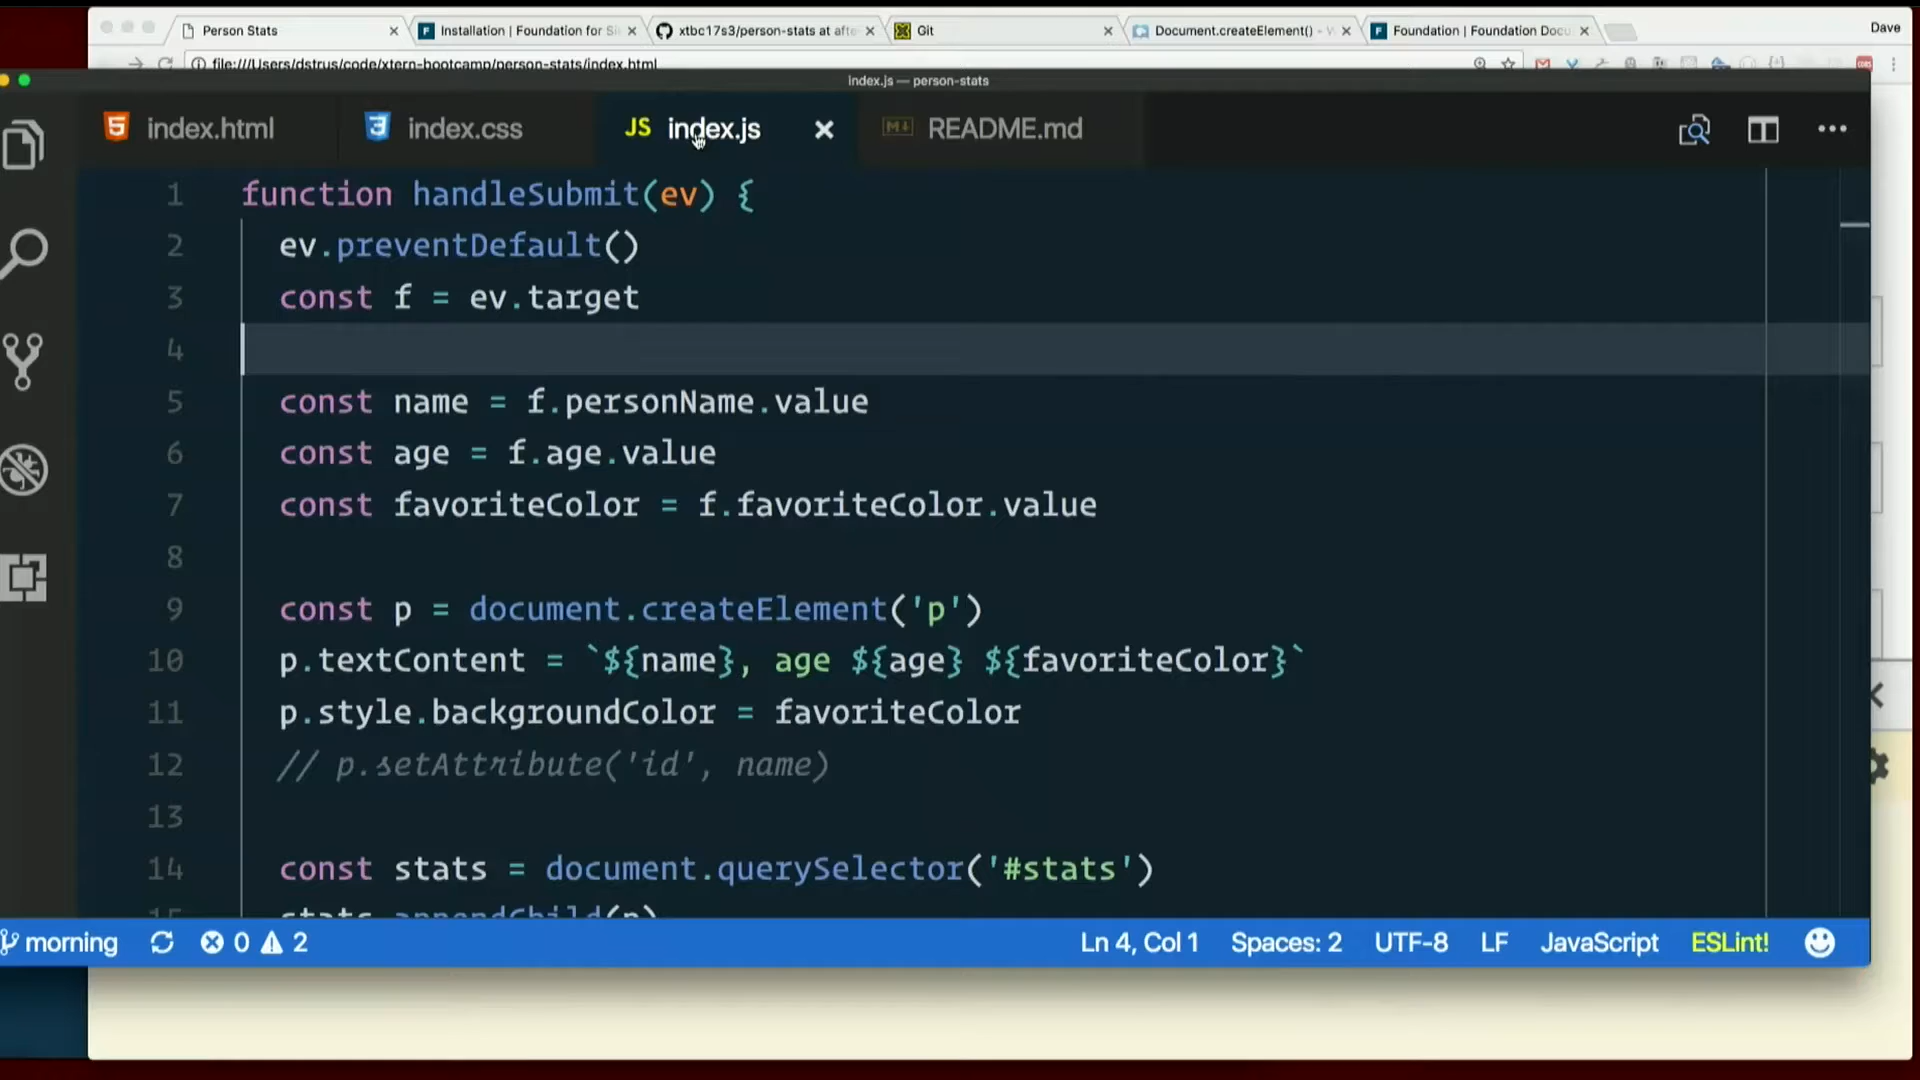 Person Stats
Installation | Foundation for Si
xtbc17s3/person-stats at afte
Git
Document.createElement() - 
Foundation | Foundation Docu
Dave
file:///Users/dstrus/code/xtern-bootcamp/person-stats/index.html
index.js — person-stats
index.html
index.css
JS index.js
README.md
1 function handleSubmit(ev) {
2 ev.preventDefault()
3 const f = ev.target
4
5 const name = f.personName.value
6 const age = f.age.value
7 const favoriteColor = f.favoriteColor.value
8
9 const p = document.createElement('p')
10 p.textContent = `${name}, age ${age} ${favoriteColor}`
11 p.style.backgroundColor = favoriteColor
12 // p.setAttribute('id', name)
13
14 const stats = document.querySelector('#stats')
15 stats.appendChild(p)
morning 0 2 Ln 4, Col 1 Spaces: 2 UTF-8 LF JavaScript ESLint!